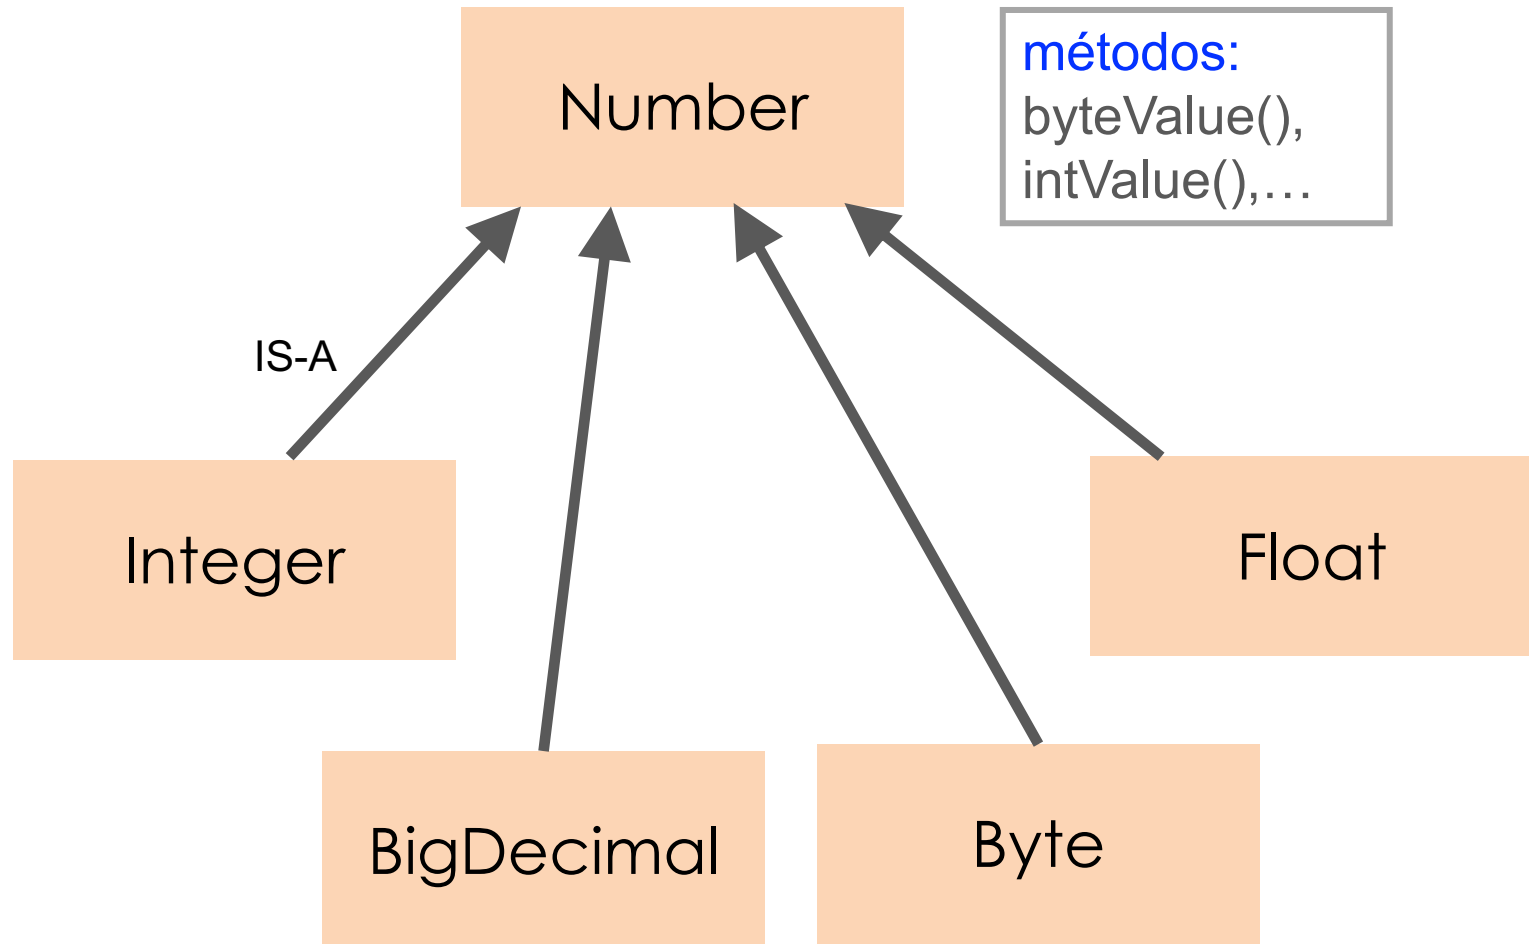 Number
métodos:
byteValue(),
intValue(),…
IS-A
Integer
Float
BigDecimal
Byte